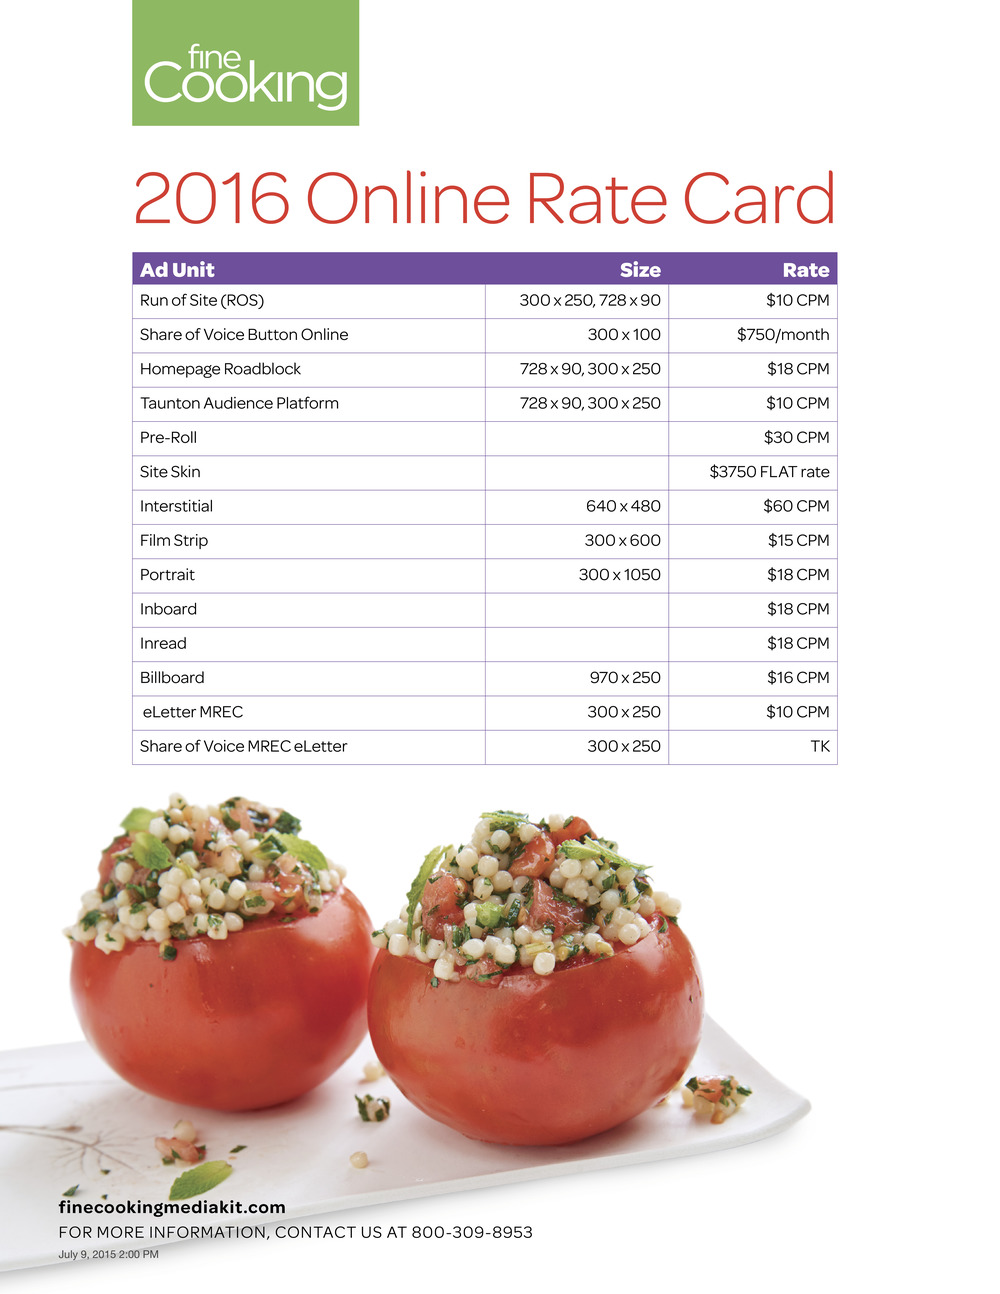 fine
Cooking
2016 Online Rate Card
Ad Unit Size Rate
Run of Site (ROS) 300 x 250, 728 x 90 $10 CPM
Share of Voice Button Online 300 x 100 $750/month
Homepage Roadblock 728 x 90, 300 x 250 $18 CPM
Taunton Audience Platform 728 x 90, 300 x 250 $10 CPM
Pre-Roll $30 CPM
Site Skin $3750 FLAT rate
Interstitial 640 x 480 $60 CPM
Film Strip 300 x 600 $15 CPM
Portrait 300 x 1050 $18 CPM
Inboard $18 CPM
Inread $18 CPM
Billboard 970 x 250 $16 CPM
eLetter MREC 300 x 250 $10 CPM
Share of Voice MREC eLetter 300 x 250 TK
finecookingmediakit.com
FOR MORE INFORMATION, CONTACT US AT 800-309-8953
July 9, 2015 2:00 PM